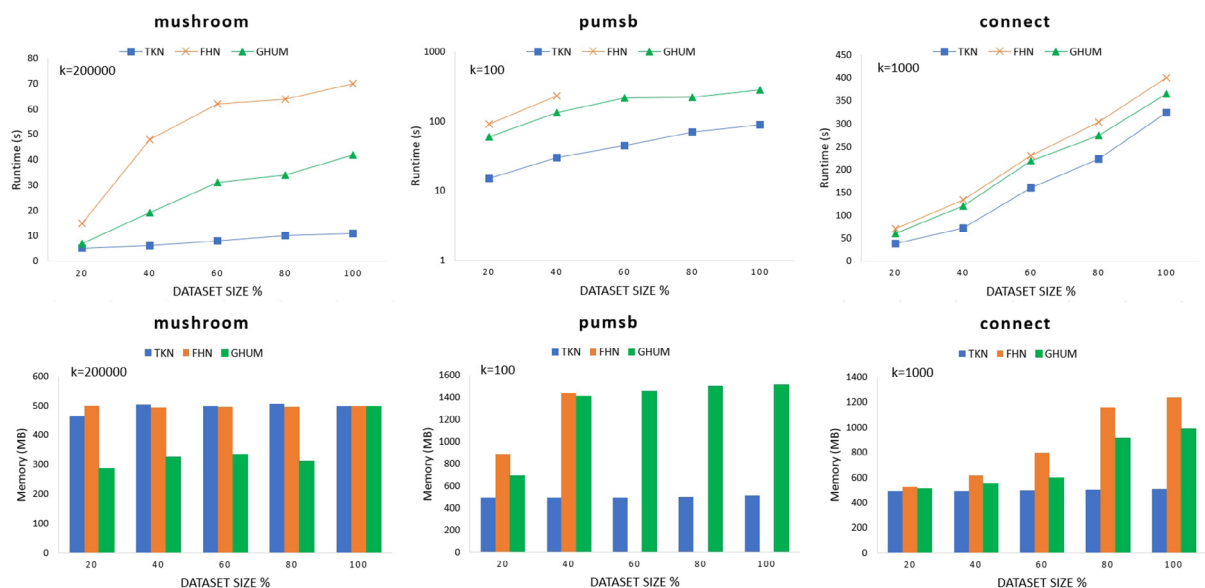 mushroom
TKN FHN GHUM
k=200000
Runtime (s)
80
70
60
50
40
30
20
10
0
20 40 60 80 100
DATASET SIZE %
pumsb
TKN FHN GHUM
k=100
Runtime (s)
1000
100
10
1
20 40 60 80 100
DATASET SIZE %
connect
TKN FHN GHUM
k=1000
Runtime (s)
450
400
350
300
250
200
150
100
50
0
20 40 60 80 100
DATASET SIZE %
mushroom
TKN FHN GHUM
k=200000
Memory (MB)
600
500
400
300
200
100
0
20 40 60 80 100
DATASET SIZE %
pumsb
TKN FHN GHUM
k=100
Memory (MB)
1600
1400
1200
1000
800
600
400
200
0
20 40 60 80 100
DATASET SIZE %
connect
TKN FHN GHUM
k=1000
Memory (MB)
1400
1200
1000
800
600
400
200
0
20 40 60 80 100
DATASET SIZE %